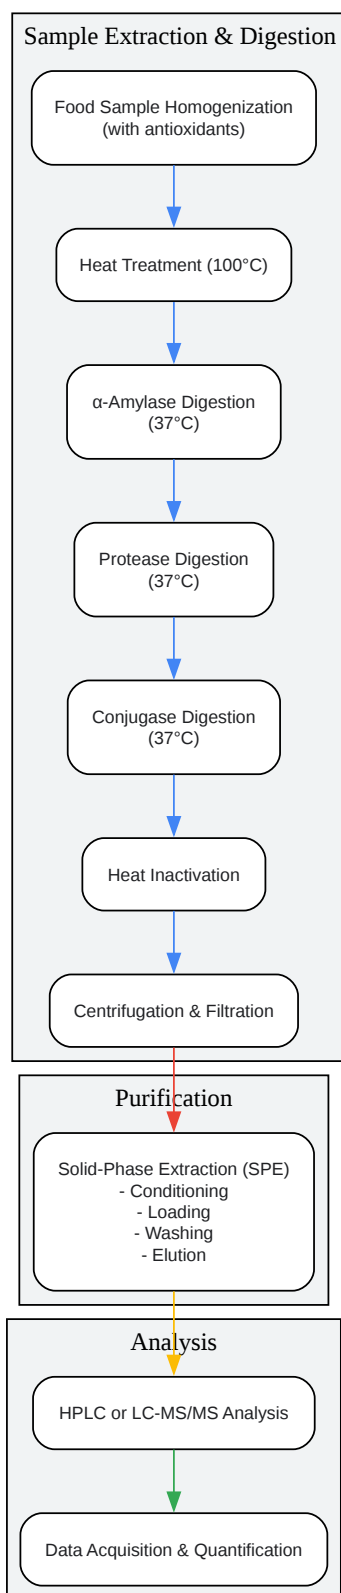 Sample Extraction & Digestion
Food Sample Homogenization
(with antioxidants)
Heat Treatment (100°C)
α-Amylase Digestion
(37°C)
Protease Digestion
(37°C)
Conjugase Digestion
(37°C)
Heat Inactivation
Centrifugation & Filtration
Purification
Solid-Phase Extraction (SPE)
- Conditioning
- Loading
- Washing
- Elution
Analysis
HPLC or LC-MS/MS Analysis
Data Acquisition & Quantification